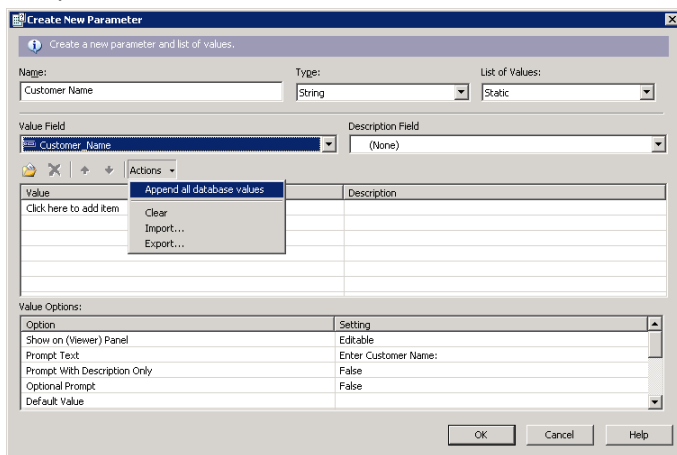 Create New Parameter
Create a new parameter and list of values.
Name: Type: List of Values:
Customer Name String Static
Value Field Description Field
Customer_Name (None)
Actions
Append all database values
Clear
Import...
Export...
Value Description
Click here to add item
Value Options:
Option Setting
Show on (Viewer) Panel Editable
Prompt Text Enter Customer Name:
Prompt With Description Only False
Optional Prompt False
Default Value
OK Cancel Help